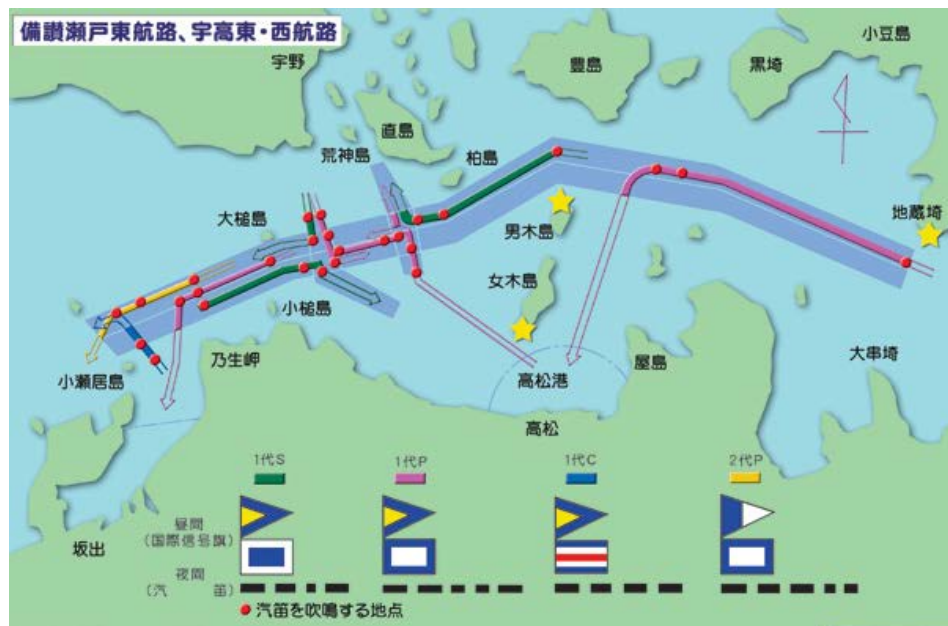 備讃瀬戸東航路、宇高東・西航路
小豆島
宇野
豊島
黒埼
直島
荒神島
柏島
大槌島
地蔵埼
男木島
女木島
小槌島
乃生岬
屋島
大串埼
小瀬居島
高松港
高松
坂出
1代S
1代P
1代C
2代P
昼間
(国際信号旗)
夜間
(汽 笛)
汽笛を吹鳴する地点